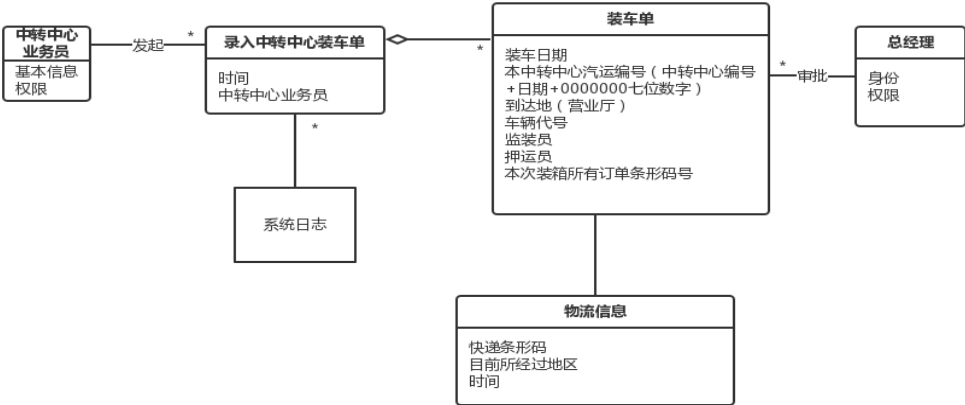 中转中心
业务员
基本信息
权限
发起
*
录入中转中心装车单
时间
中转中心业务员
*
系统日志
*
装车单
装车日期
本中转中心汽运编号（中转中心编号
+日期+0000000七位数字）
到达地（营业厅）
车辆代号
监装员
押运员
本次装箱所有订单条形码号
*
审批
总经理
身份
权限
物流信息
快递条形码
目前所经过地区
时间